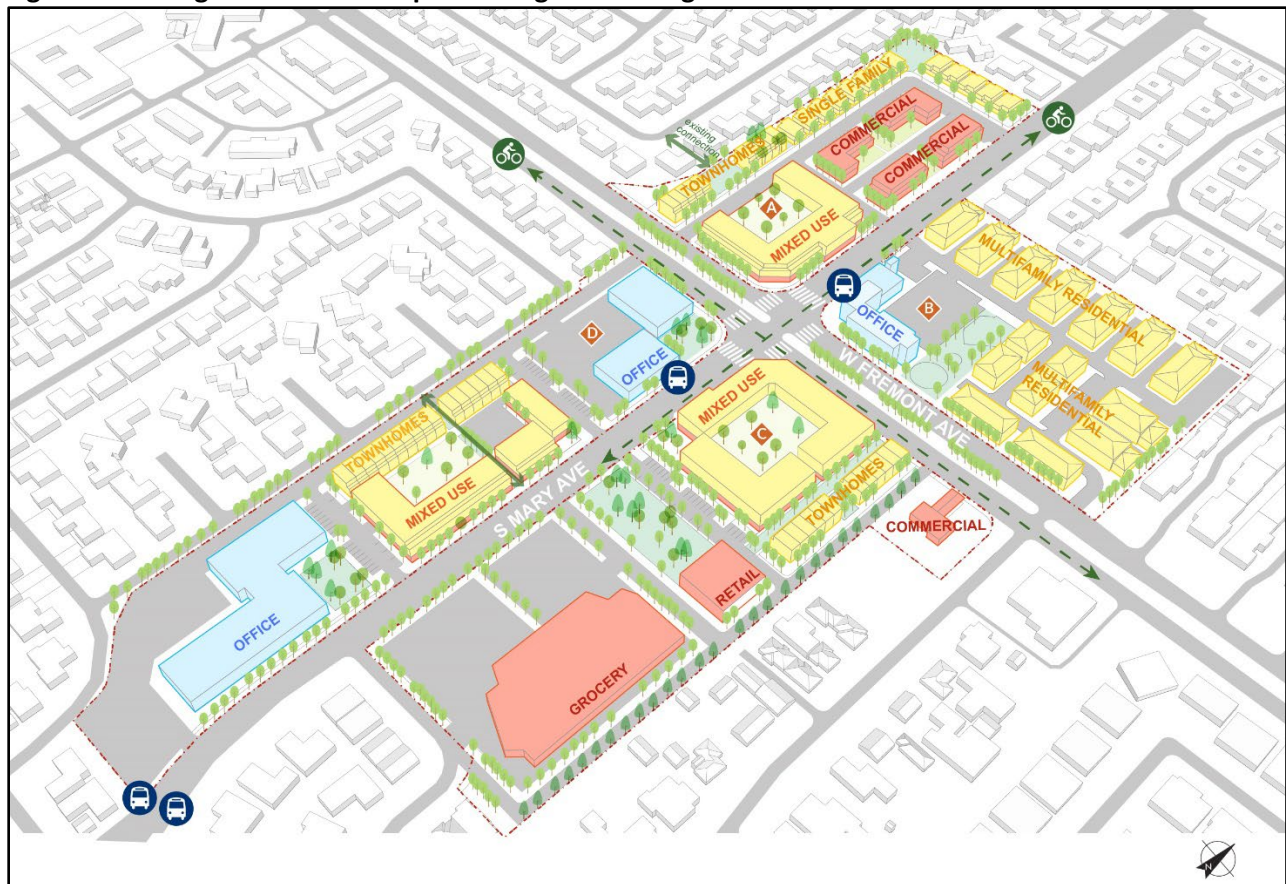 SINGLE FAMILY
COMMERCIAL
COMMERCIAL
existing
connection
TOWNHOMES
A
MIXED USE
MULTIFAMILY RESIDENTIAL
B
OFFICE
MULTIFAMILY
RESIDENTIAL
W FREMONT AVE
D
OFFICE
MIXED USE
C
TOWNHOMES
TOWNHOMES
MIXED USE
S MARY AVE
COMMERCIAL
RETAIL
OFFICE
GROCERY
N